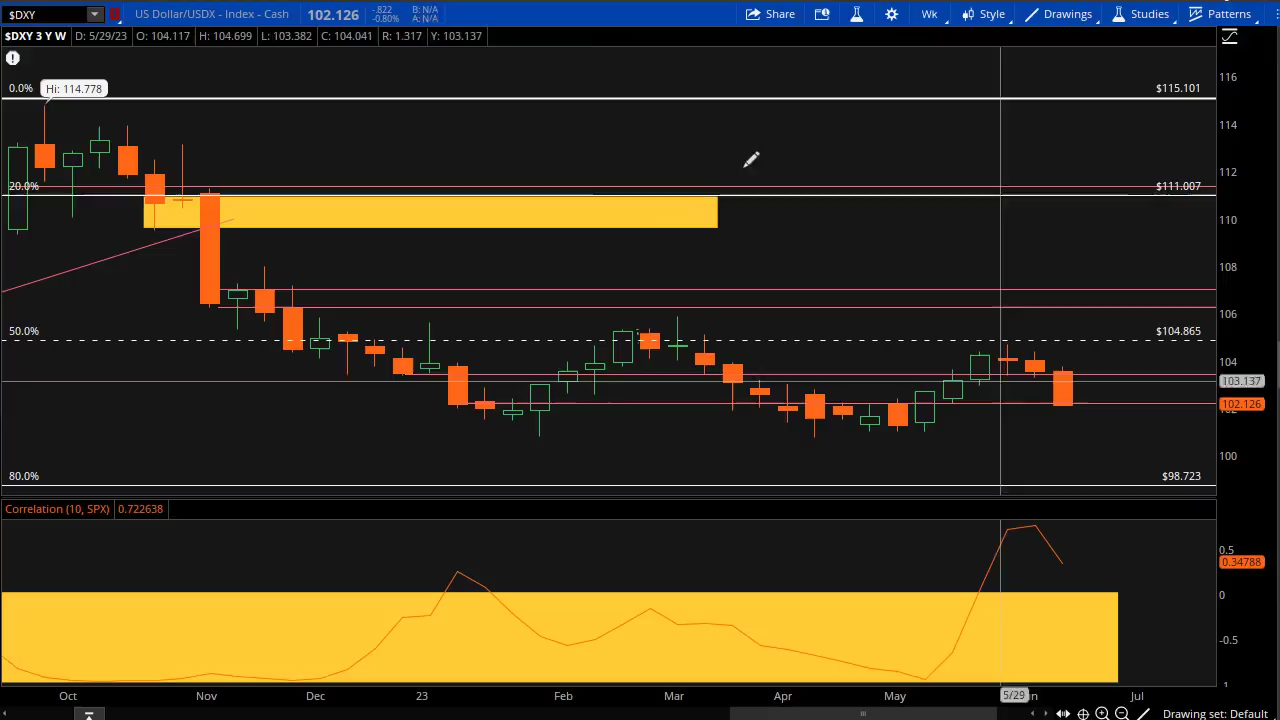 $DXY US Dollar/USDX - Index - Cash 102.126 -.822 -0.80% B: N/A A: N/A Share Wk Style Drawings Studies Patterns
$DXY 3 Y W D: 5/29/23 O: 104.117 H: 104.699 L: 103.382 C: 104.041 R: 1.317 Y: 103.137
116
0.0% Hi: 114.778 $115.101
114
112
20.0% $111.007
110
108
106
50.0% $104.865
104
103.137
102.126
100
80.0% $98.723
Correlation (10, SPX) 0.722638
0.5
0.34788
0
-0.5
Oct Nov Dec 23 Feb Mar Apr May 5/29 Jul
Drawing set: Default